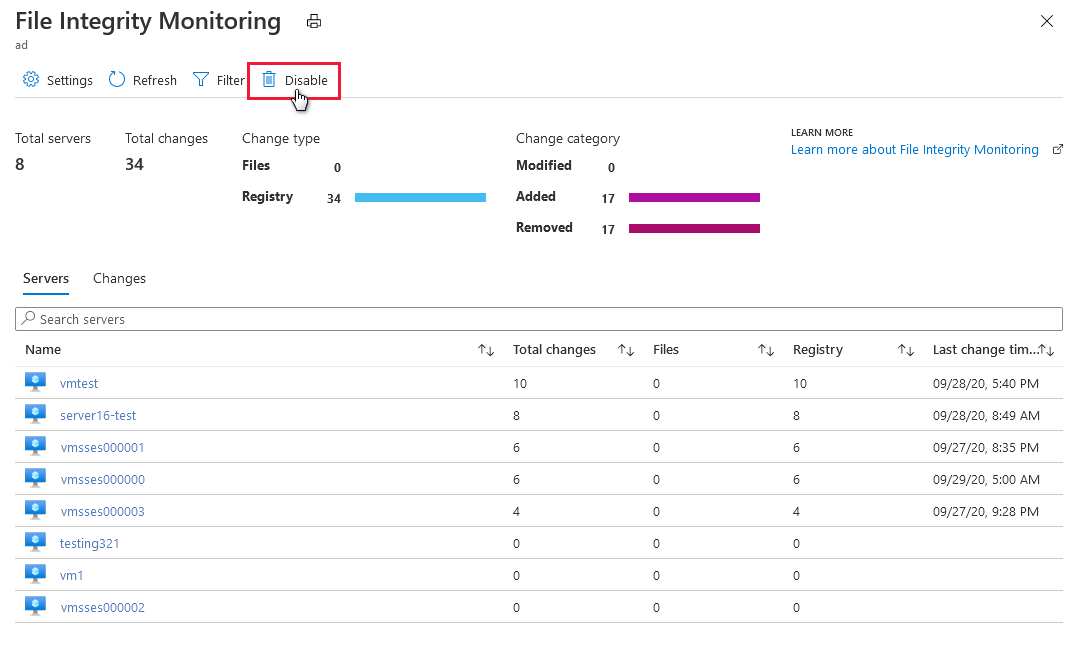 File Integrity Monitoring
ad
Settings Refresh Filter Disable
Total servers Total changes Change type Change category LEARN MORE
8 34 Files 0 Modified 0 Learn more about File Integrity Monitoring
Registry 34 Added 17
Removed 17
Servers Changes
Search servers
Name Total changes Files Registry Last change tim...
vmtest 10 0 10 09/28/20, 5:40 PM
server16-test 8 0 8 09/28/20, 8:49 AM
vmsses000001 6 0 6 09/27/20, 8:35 PM
vmsses000000 6 0 6 09/29/20, 5:00 AM
vmsses000003 4 0 4 09/27/20, 9:28 PM
testing321 0 0 0
vm1 0 0 0
vmsses000002 0 0 0